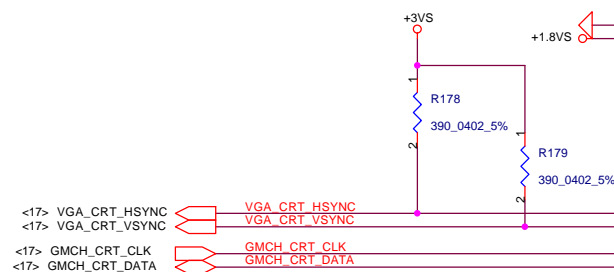 +3VS
+1.8VS
1
R178
390_0402_5%
2
1
R179
390_0402_5%
2
<17> VGA_CRT_HSYNC VGA_CRT_HSYNC
<17> VGA_CRT_VSYNC VGA_CRT_VSYNC
<17> GMCH_CRT_CLK GMCH_CRT_CLK
<17> GMCH_CRT_DATA GMCH_CRT_DATA